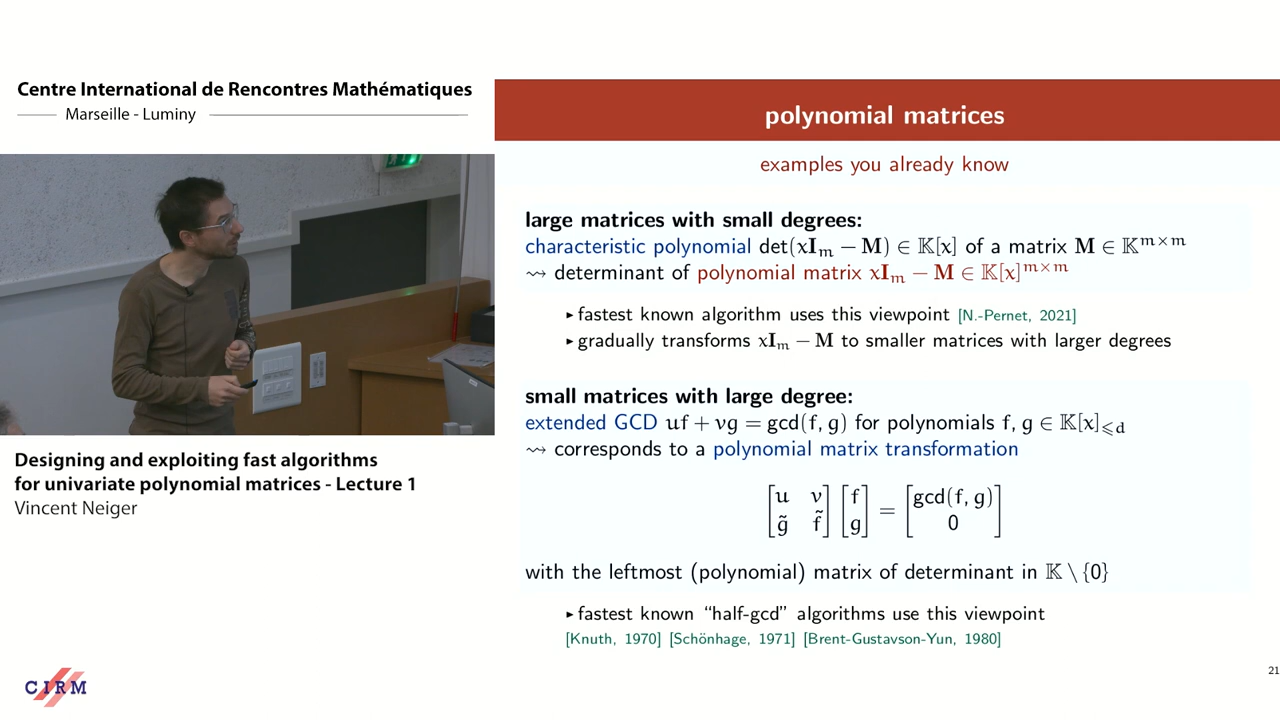 Centre International de Rencontres Mathématiques
Marseille - Luminy
Designing and exploiting fast algorithms
for univariate polynomial matrices - Lecture 1
Vincent Neiger
CIRM
polynomial matrices
examples you already know
large matrices with small degrees:
characteristic polynomial det(xIₘ − M) ∈ 𝕂[x] of a matrix M ∈ 𝕂ᵐ×ᵐ
⇝ determinant of polynomial matrix xIₘ − M ∈ 𝕂[x]ᵐ×ᵐ
▸ fastest known algorithm uses this viewpoint [N.-Pernet, 2021]
▸ gradually transforms xIₘ − M to smaller matrices with larger degrees
small matrices with large degree:
extended GCD uf + vg = gcd(f, g) for polynomials f, g ∈ 𝕂[x]⩽d
⇝ corresponds to a polynomial matrix transformation
[u v] [f] = [gcd(f, g)]
[g̃ f̃] [g] [0]
with the leftmost (polynomial) matrix of determinant in 𝕂 \ {0}
▸ fastest known “half-gcd” algorithms use this viewpoint
[Knuth, 1970] [Schönhage, 1971] [Brent-Gustavson-Yun, 1980]
21